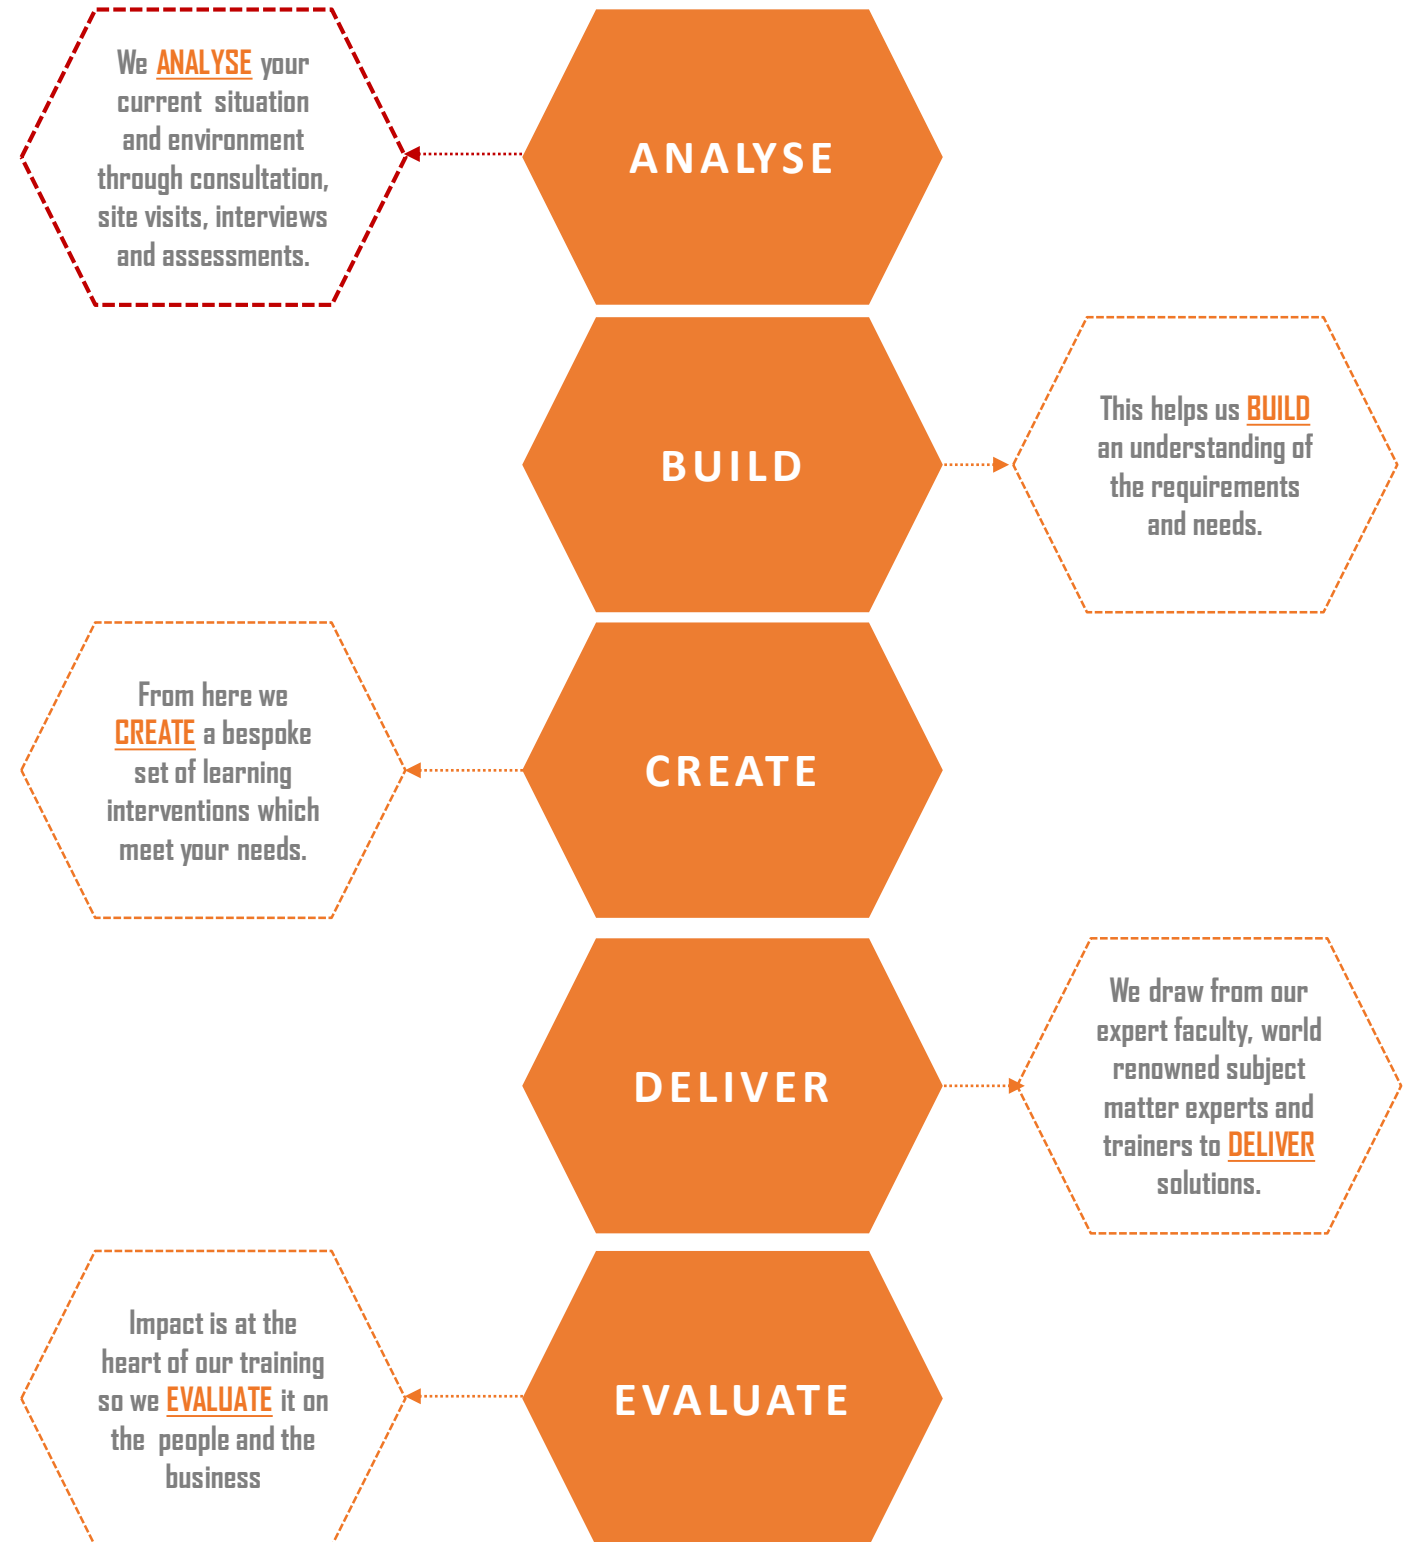 We ANALYSE your
current situation
and environment
through consultation,
site visits, interviews
and assessments.
ANALYSE
BUILD
This helps us BUILD
an understanding of
the requirements
and needs.
From here we
CREATE a bespoke
set of learning
interventions which
meet your needs.
CREATE
DELIVER
We draw from our
expert faculty, world
renowned subject
matter experts and
trainers to DELIVER
solutions.
Impact is at the
heart of our training
so we EVALUATE it on
the people and the
business
EVALUATE